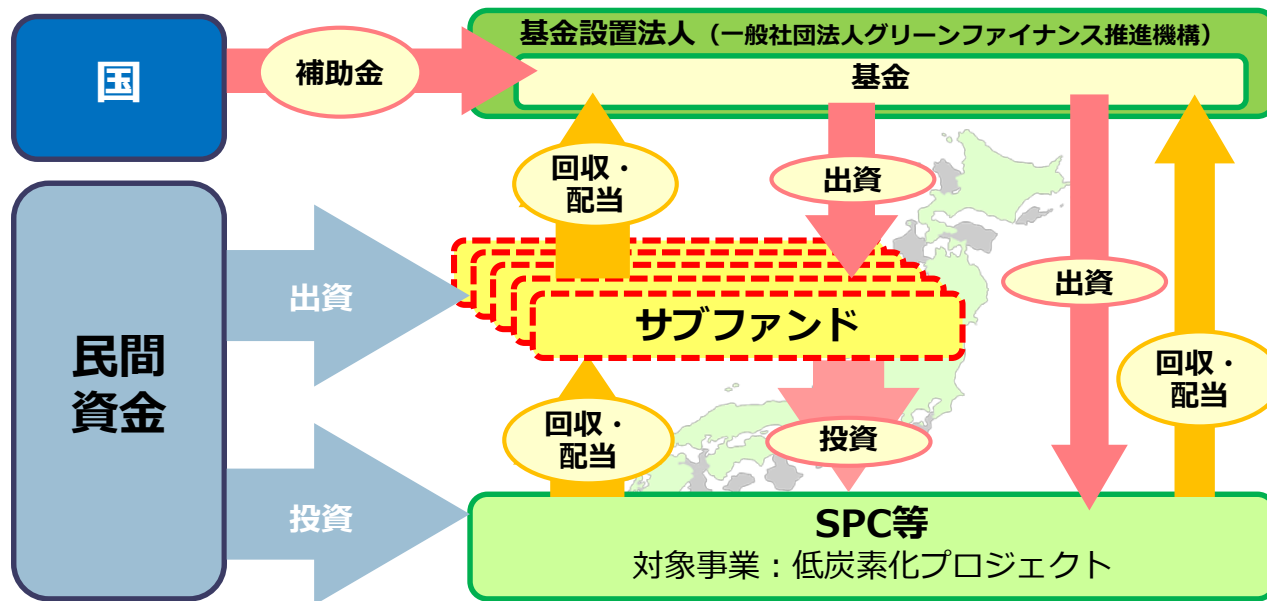 国
補助金
基金設置法人（一般社団法人グリーンファイナンス推進機構）
基金
回収・
配当
出資
出資
出資
サブファンド
民間
資金
回収・
配当
投資
回収・
配当
投資
SPC等
対象事業：低炭素化プロジェクト